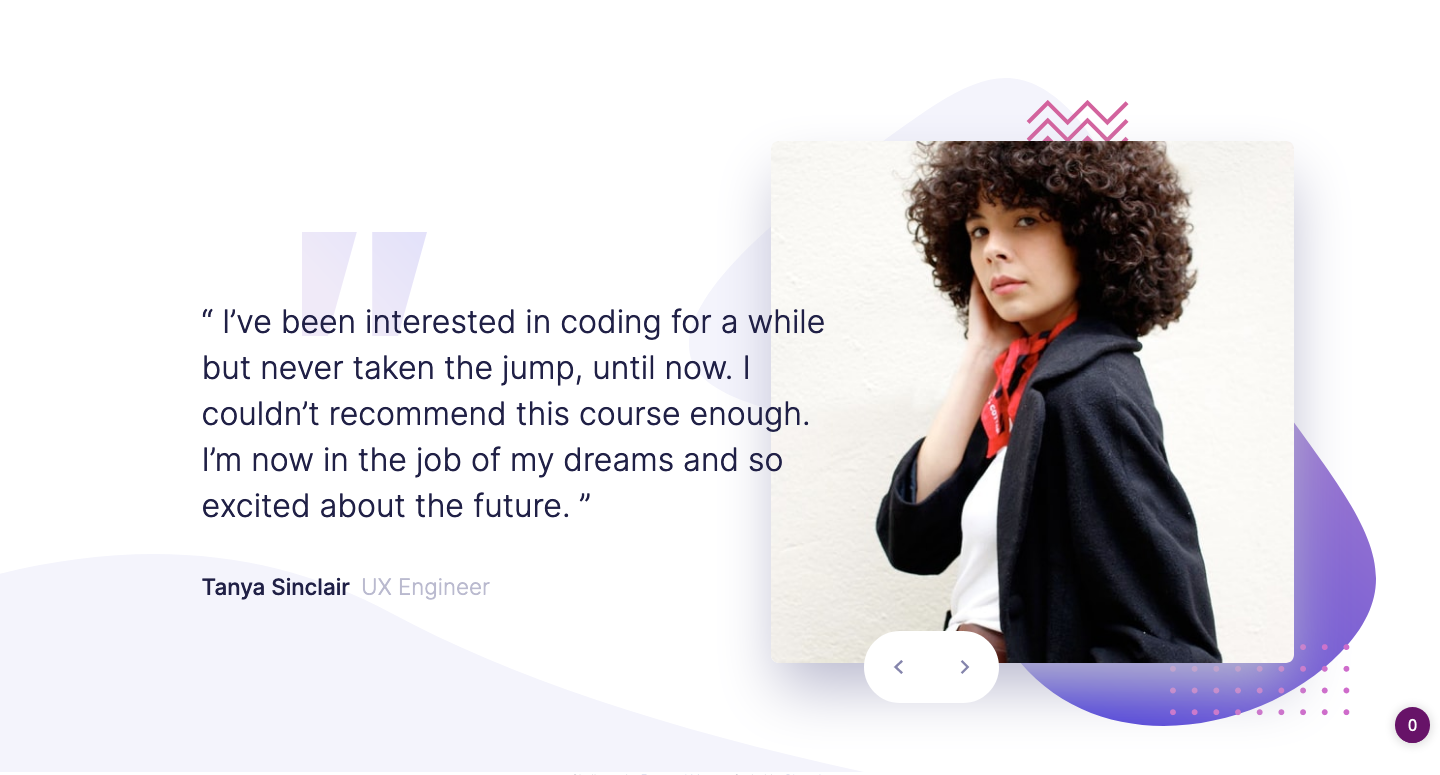 “ I’ve been interested in coding for a while
but never taken the jump, until now. I
couldn’t recommend this course enough.
I’m now in the job of my dreams and so
excited about the future. ”
Tanya Sinclair UX Engineer
0